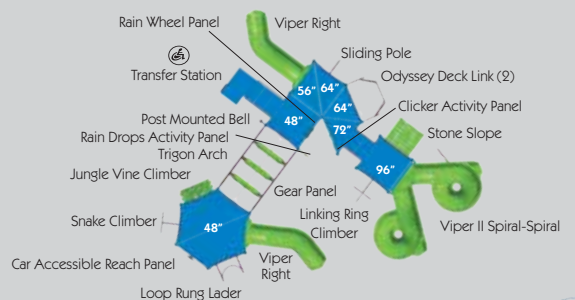 Rain Wheel Panel
Viper Right
Sliding Pole
Transfer Station
Odyssey Deck Link (2)
56"
64"
64"
Clicker Activity Panel
Post Mounted Bell
48"
72"
Stone Slope
Rain Drops Activity Panel
Trigon Arch
96"
Jungle Vine Climber
Gear Panel
Linking Ring
Climber
Snake Climber
48"
Viper II Spiral-Spiral
Car Accessible Reach Panel
Viper
Right
Loop Rung Lader